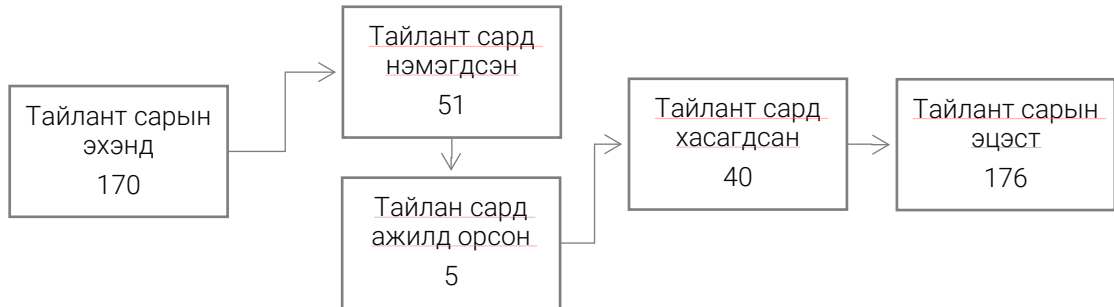 Тайлант сарын
эхэнд
170
Тайлант сард
нэмэгдсэн
51
Тайлан сард
ажилд орсон
5
Тайлант сард
хасагдсан
40
Тайлант сарын
эцэст
176